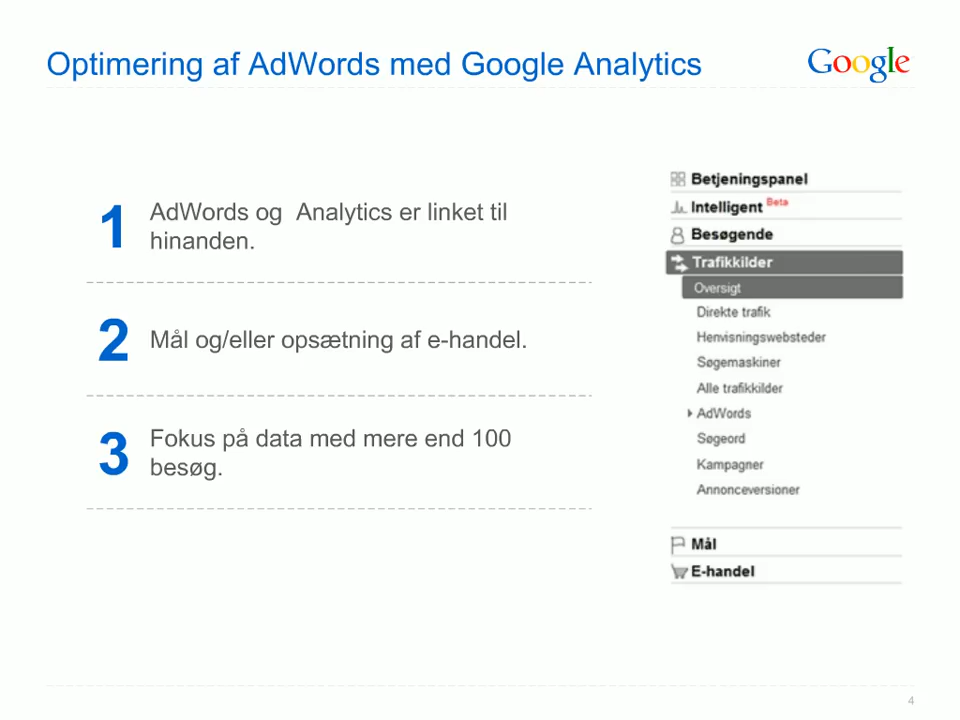 Optimering af AdWords med Google Analytics
Google
1
AdWords og  Analytics er linket til
hinanden.
2
Mål og/eller opsætning af e-handel.
3
Fokus på data med mere end 100
besøg.
Betjeningspanel
Intelligent Beta
Besøgende
Trafikkilder
Oversigt
Direkte trafik
Henvisningswebsteder
Søgemaskiner
Alle trafikkilder
AdWords
Søgeord
Kampagner
Annonceversioner
Mål
E-handel
4